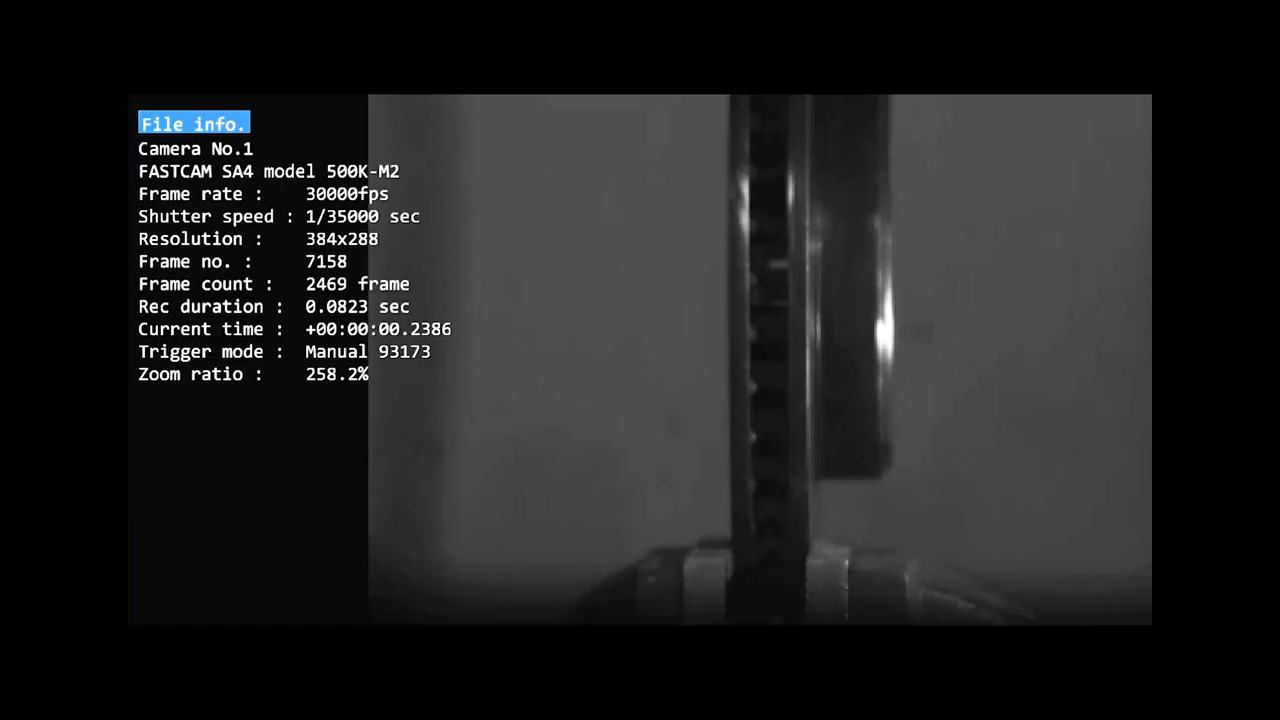 File info.
Camera No.1
FASTCAM SA4 model 500K-M2
Frame rate : 30000fps
Shutter speed : 1/35000 sec
Resolution : 384x288
Frame no. : 7158
Frame count : 2469 frame
Rec duration : 0.0823 sec
Current time : +00:00:00.2386
Trigger mode : Manual 93173
Zoom ratio : 258.2%